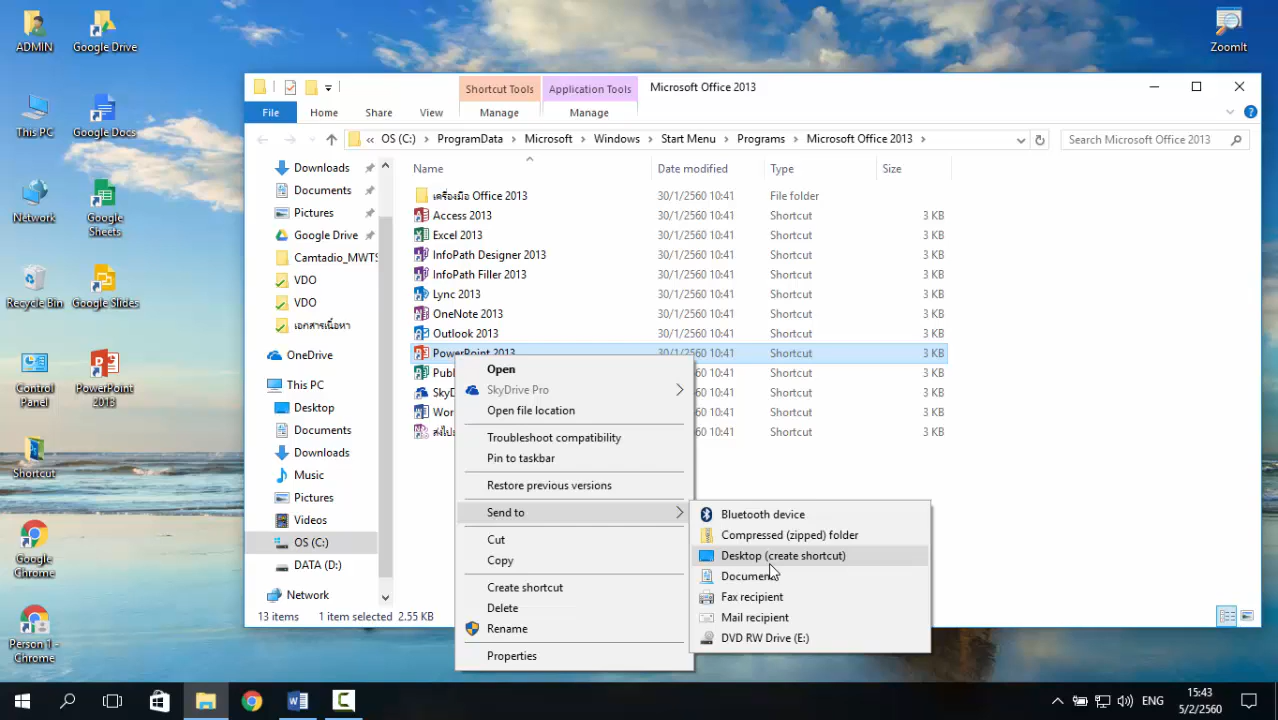 ADMIN
Google Drive
This PC
Google Docs
Network
Google
Sheets
Recycle Bin
Google Slides
Control
Panel
PowerPoint
2013
Shortcut
Google
Chrome
Person 1 -
Chrome
ZoomIt
Shortcut Tools
Application Tools
Microsoft Office 2013
File
Home
Share
View
Manage
Manage
« OS (C:) › ProgramData › Microsoft › Windows › Start Menu › Programs › Microsoft Office 2013 ›
Search Microsoft Office 2013
Downloads
Documents
Pictures
Google Drive
Camtadio_MWTS
VDO
VDO
เอกสารเนื้อหา
OneDrive
This PC
Desktop
Documents
Downloads
Music
Pictures
Videos
OS (C:)
DATA (D:)
Network
Name Date modified Type Size
เครื่องมือ Office 2013 30/1/2560 10:41 File folder
Access 2013 30/1/2560 10:41 Shortcut 3 KB
Excel 2013 30/1/2560 10:41 Shortcut 3 KB
InfoPath Designer 2013 30/1/2560 10:41 Shortcut 3 KB
InfoPath Filler 2013 30/1/2560 10:41 Shortcut 3 KB
Lync 2013 30/1/2560 10:41 Shortcut 3 KB
OneNote 2013 30/1/2560 10:41 Shortcut 3 KB
Outlook 2013 30/1/2560 10:41 Shortcut 3 KB
PowerPoint 2013 30/1/2560 10:41 Shortcut 3 KB
Pub 60 10:41 Shortcut 3 KB
SkyD 60 10:41 Shortcut 3 KB
Wor 60 10:41 Shortcut 3 KB
ส่งไป 60 10:41 Shortcut 3 KB
Open
SkyDrive Pro
Open file location
Troubleshoot compatibility
Pin to taskbar
Restore previous versions
Send to
Cut
Copy
Create shortcut
Delete
Rename
Properties
Bluetooth device
Compressed (zipped) folder
Desktop (create shortcut)
Documents
Fax recipient
Mail recipient
DVD RW Drive (E:)
13 items 1 item selected 2.55 KB
ENG
15:43
5/2/2560